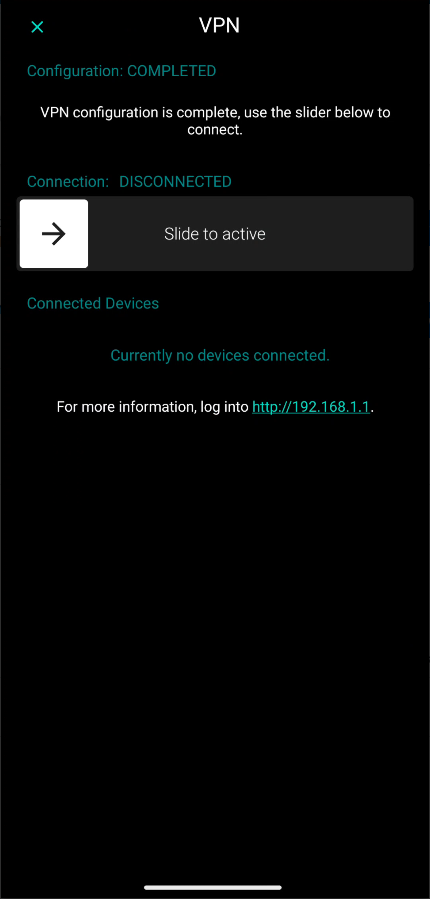 VPN
Configuration: COMPLETED
VPN configuration is complete, use the slider below to
connect.
Connection: DISCONNECTED
Slide to active
Connected Devices
Currently no devices connected.
For more information, log into http://192.168.1.1.